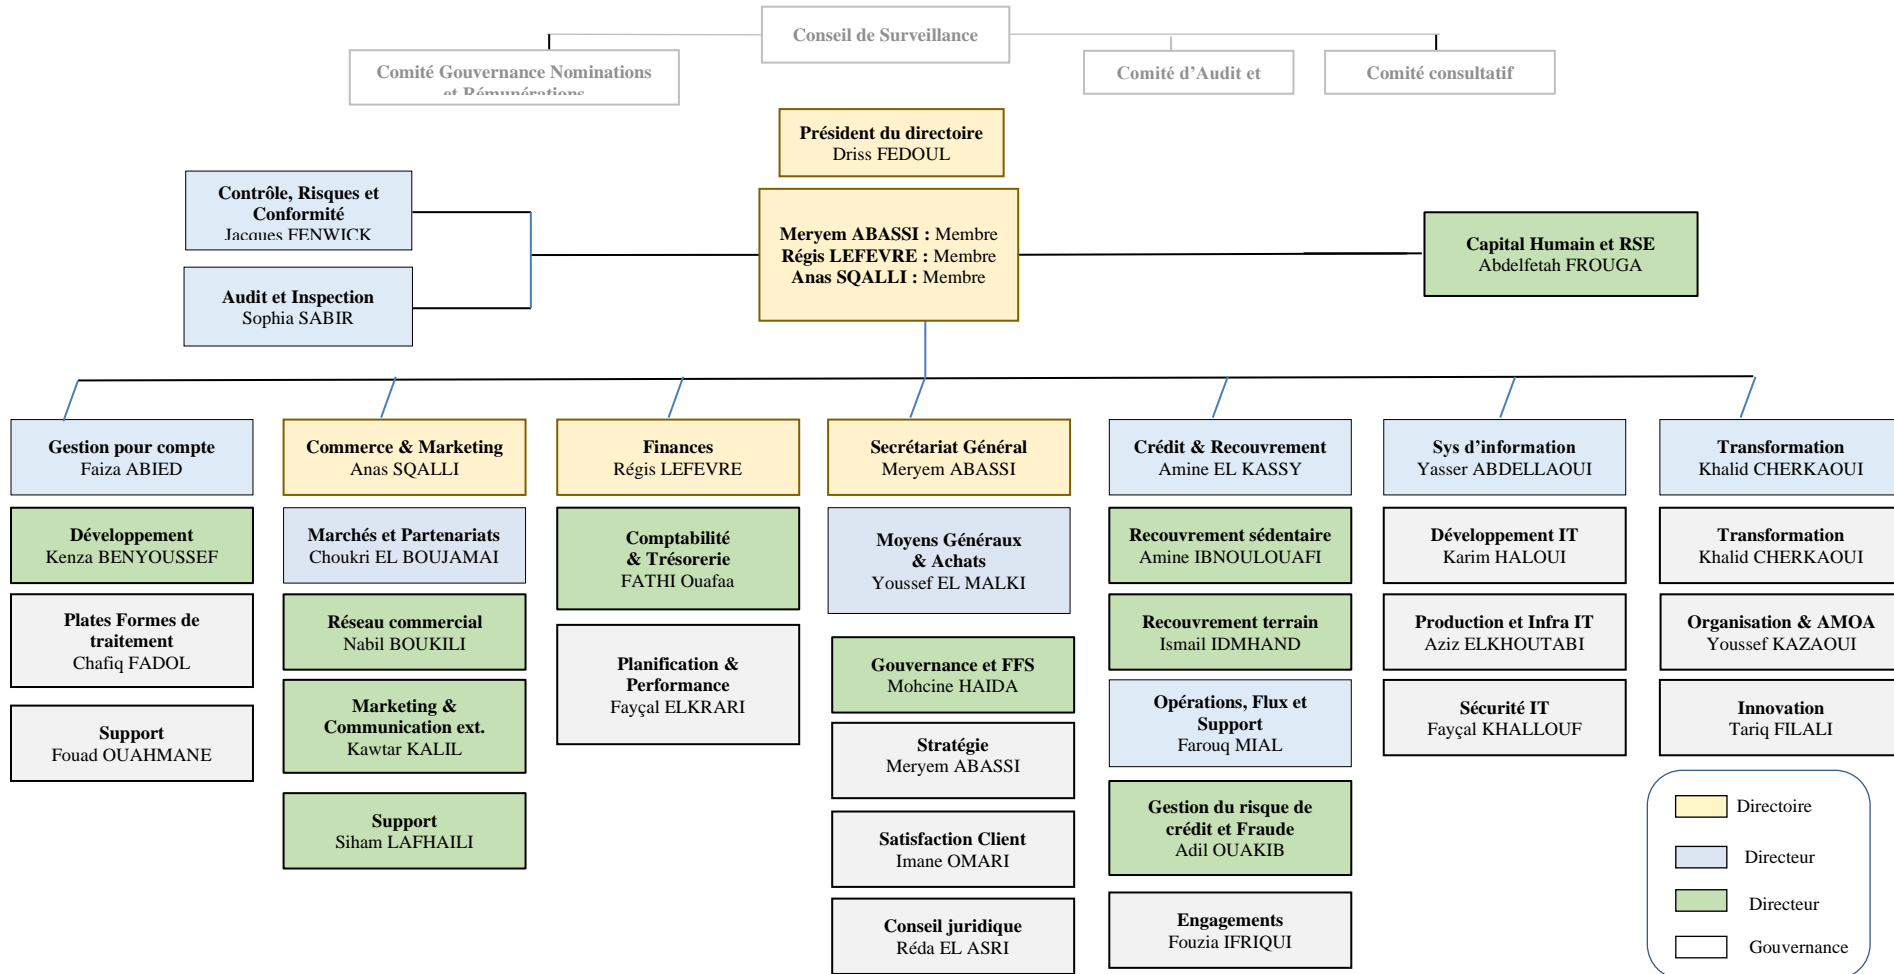 Conseil de Surveillance
Comité Gouvernance Nominations
et Rémunérations
Comité d'Audit et
Comité consultatif
Président du directoire
Driss FEDOUL
Contrôle, Risques et
Conformité
Jacques FENWICK
Audit et Inspection
Sophia SABIR
Meryem ABASSI : Membre
Régis LEFEVRE : Membre
Anas SQALLI : Membre
Capital Humain et RSE
Abdelfetah FROUGA
Gestion pour compte
Faiza ABIED
Développement
Kenza BENYOUSSEF
Plates Formes de
traitement
Chafiq FADOL
Support
Fouad OUAHMANE
Commerce & Marketing
Anas SQALLI
Marchés et Partenariats
Choukri EL BOUJAMAI
Réseau commercial
Nabil BOUKILI
Marketing &
Communication ext.
Kawtar KALIL
Support
Siham LAFHAILI
Finances
Régis LEFEVRE
Comptabilité
& Trésorerie
FATHI Ouafaa
Planification &
Performance
Fayçal ELKRARI
Secrétariat Général
Meryem ABASSI
Moyens Généraux
& Achats
Youssef EL MALKI
Gouvernance et FFS
Mohcine HAIDA
Stratégie
Meryem ABASSI
Satisfaction Client
Imane OMARI
Conseil juridique
Réda EL ASRI
Crédit & Recouvrement
Amine EL KASSY
Recouvrement sédentaire
Amine IBNOULOUAFI
Recouvrement terrain
Ismail IDMHAND
Opérations, Flux et
Support
Farouq MIAL
Gestion du risque de
crédit et Fraude
Adil OUAKIB
Engagements
Fouzia IFRIQUI
Sys d'information
Yasser ABDELLAOUI
Développement IT
Karim HALOUI
Production et Infra IT
Aziz ELKHOUTABI
Sécurité IT
Fayçal KHALLOUF
Transformation
Khalid CHERKAOUI
Transformation
Khalid CHERKAOUI
Organisation & AMOA
Youssef KAZAOUI
Innovation
Tariq FILALI
Directoire
Directeur
Directeur
Gouvernance